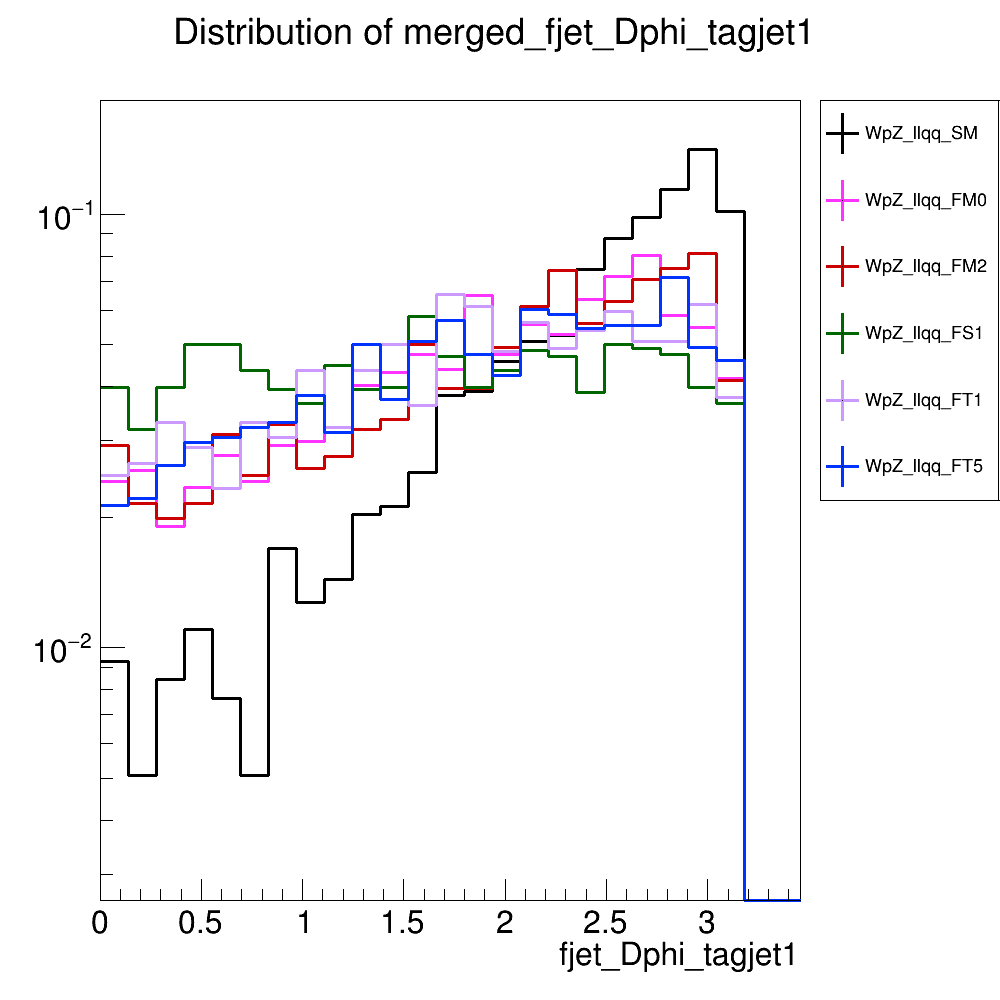 Distribution of merged_fjet_Dphi_tagjet1
10−1
10−2
0 0.5 1 1.5 2 2.5 3
fjet_Dphi_tagjet1
WpZ_llqq_SM
WpZ_llqq_FM0
WpZ_llqq_FM2
WpZ_llqq_FS1
WpZ_llqq_FT1
WpZ_llqq_FT5